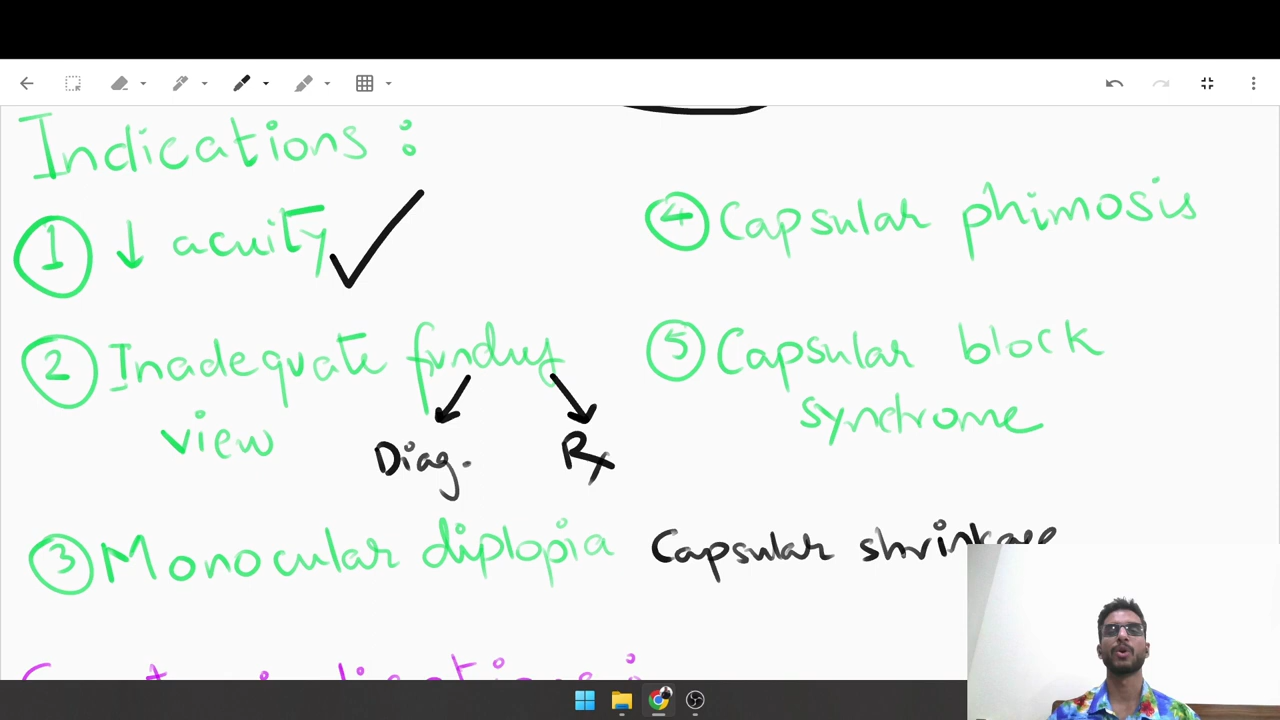 Indications :
① ↓ acuity ✓
② Inadequate fundus
view
Diag. Rx
③ Monocular diplopia
④ Capsular phimosis
⑤ Capsular block
syndrome
Capsular shrinkage